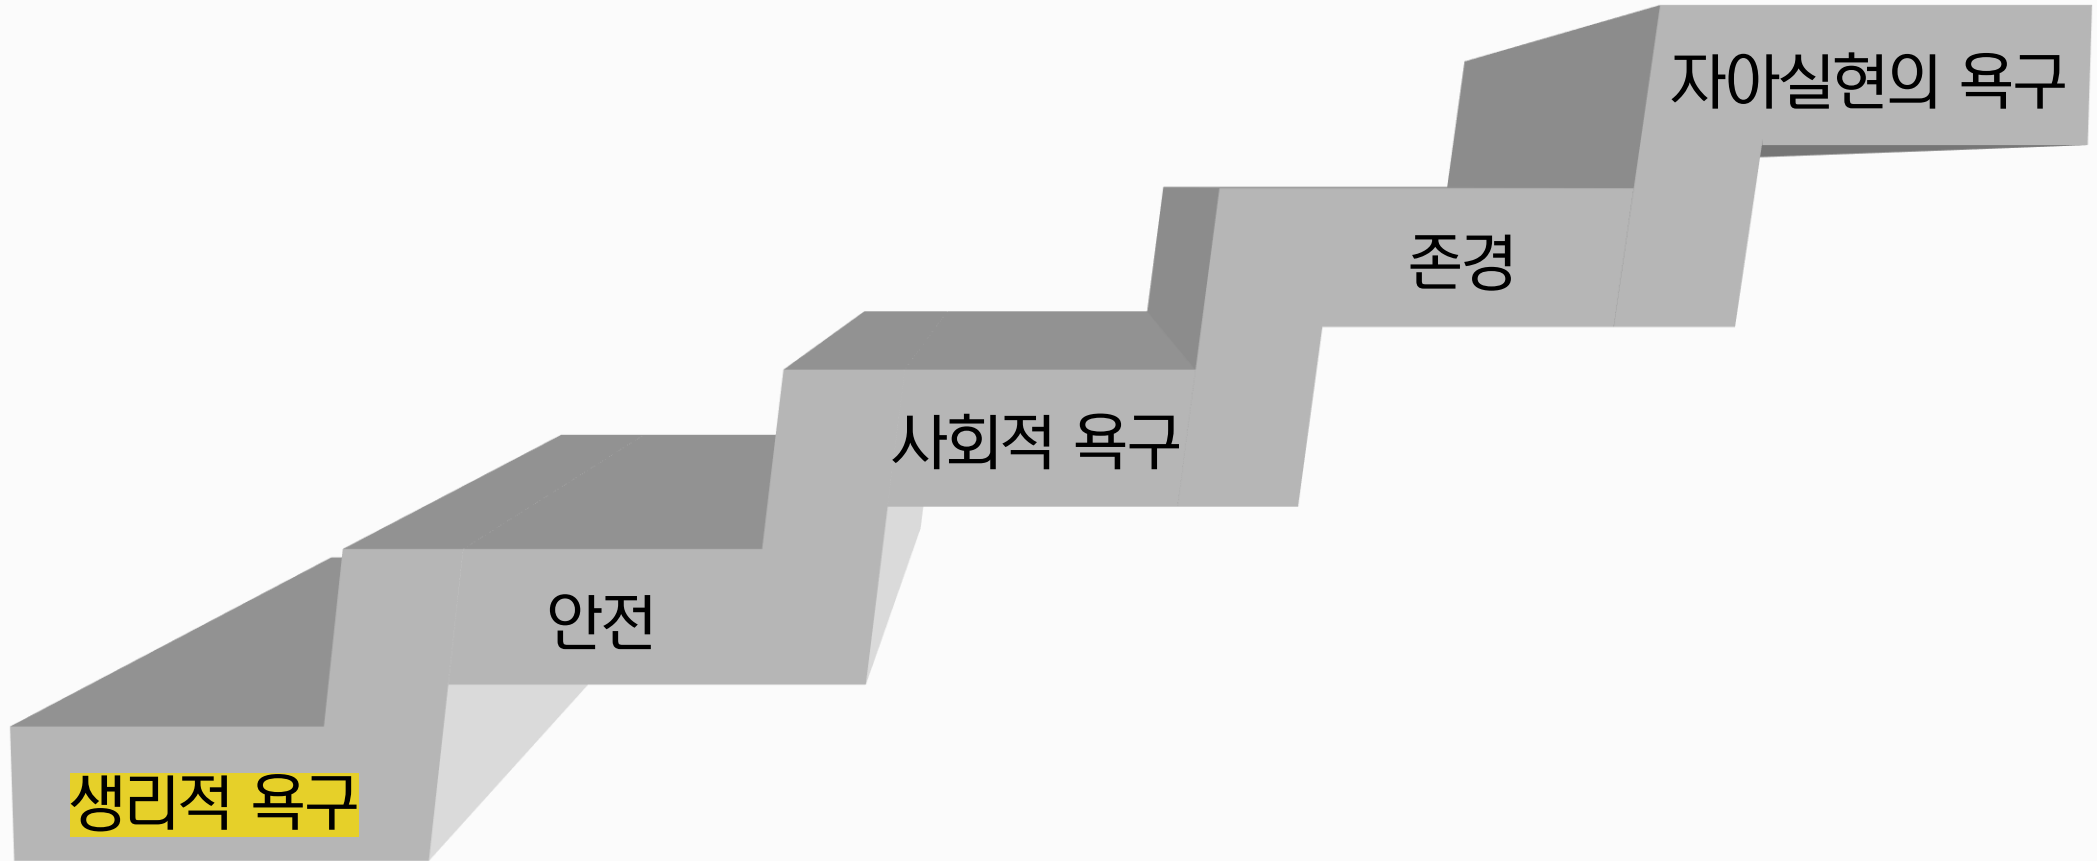 자아실현의 욕구
존경
사회적 욕구
안전
생리적 욕구